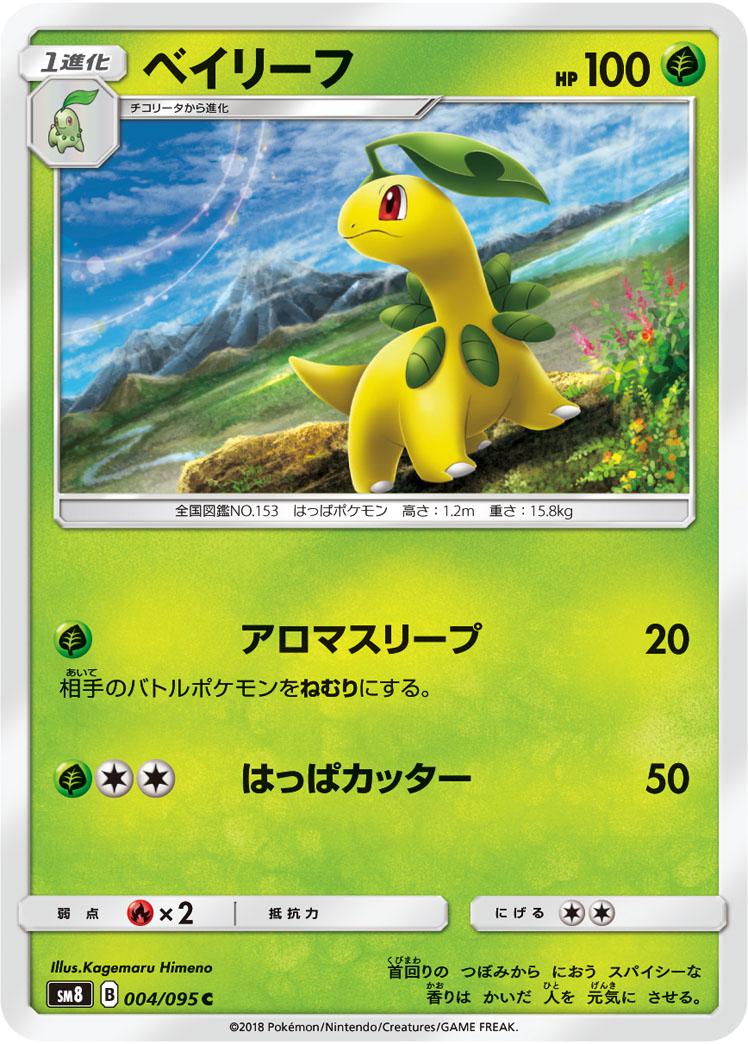 1進化 ベイリーフ HP 100
チコリータから進化
全国図鑑NO.153 はっぱポケモン 高さ：1.2m 重さ：15.8kg
アロマスリープ 20
あいて
相手のバトルポケモンをねむりにする。
はっぱカッター 50
弱点 ×2 抵抗力 にげる
Illus.Kagemaru Himeno
くびまわ
首回りの つぼみから におう スパイシーな
かお ひと げんき
香りは かいだ 人を 元気に させる。
SM8 B 004/095 C
©2018 Pokémon/Nintendo/Creatures/GAME FREAK.